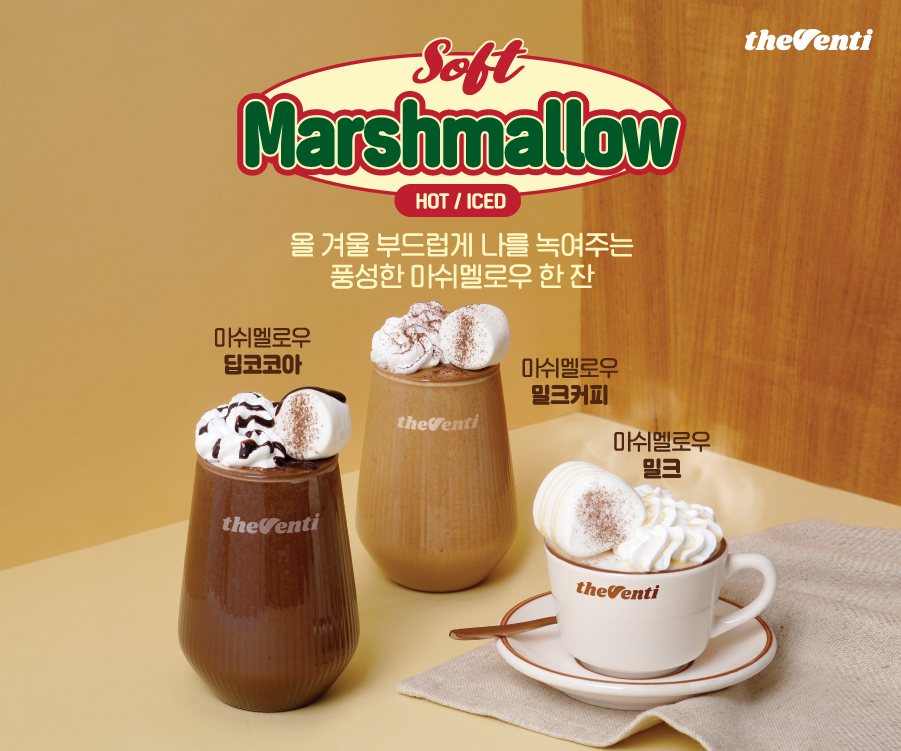 theVenti
Soft
Marshmallow
HOT / ICED
올 겨울 부드럽게 나를 녹여주는
풍성한 마쉬멜로우 한 잔
마쉬멜로우
딥코코아
마쉬멜로우
밀크커피
마쉬멜로우
밀크
theVenti
theVenti
theVenti